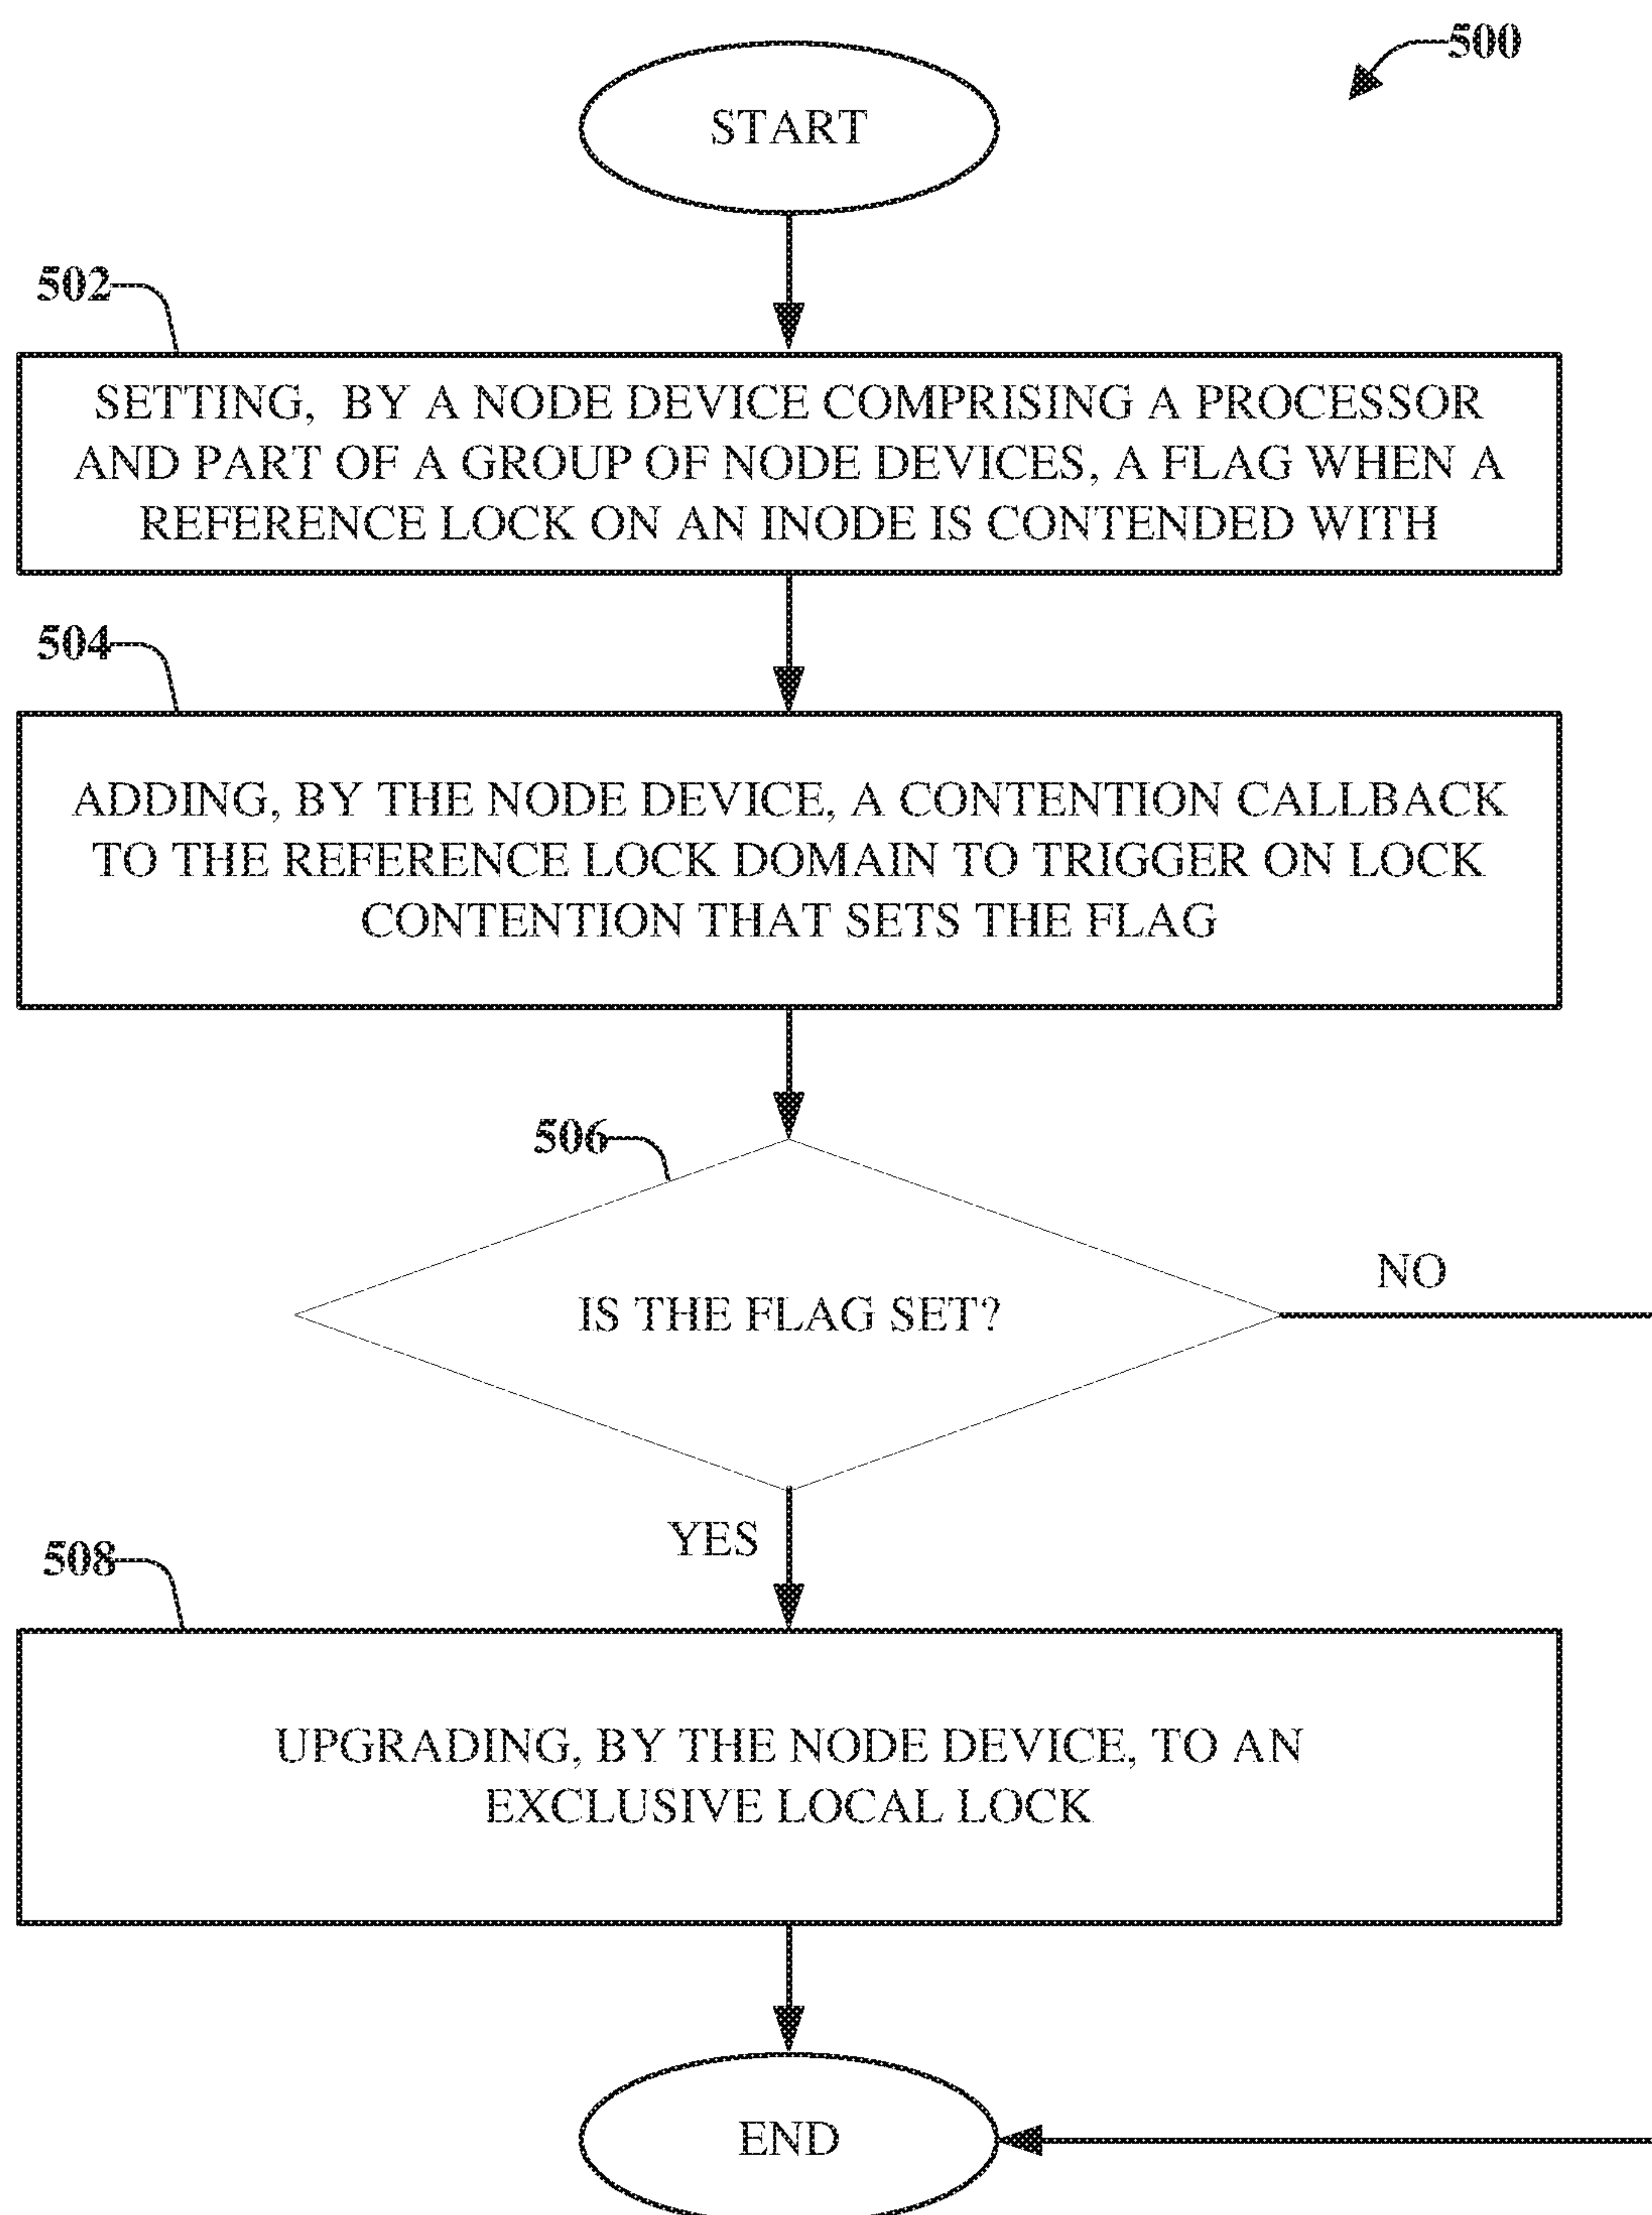 500
START
502
SETTING, BY A NODE DEVICE COMPRISING A PROCESSOR
AND PART OF A GROUP OF NODE DEVICES, A FLAG WHEN A
REFERENCE LOCK ON AN INODE IS CONTENDED WITH
504
ADDING, BY THE NODE DEVICE, A CONTENTION CALLBACK
TO THE REFERENCE LOCK DOMAIN TO TRIGGER ON LOCK
CONTENTION THAT SETS THE FLAG
506
IS THE FLAG SET?
NO
YES
508
UPGRADING, BY THE NODE DEVICE, TO AN
EXCLUSIVE LOCAL LOCK
END